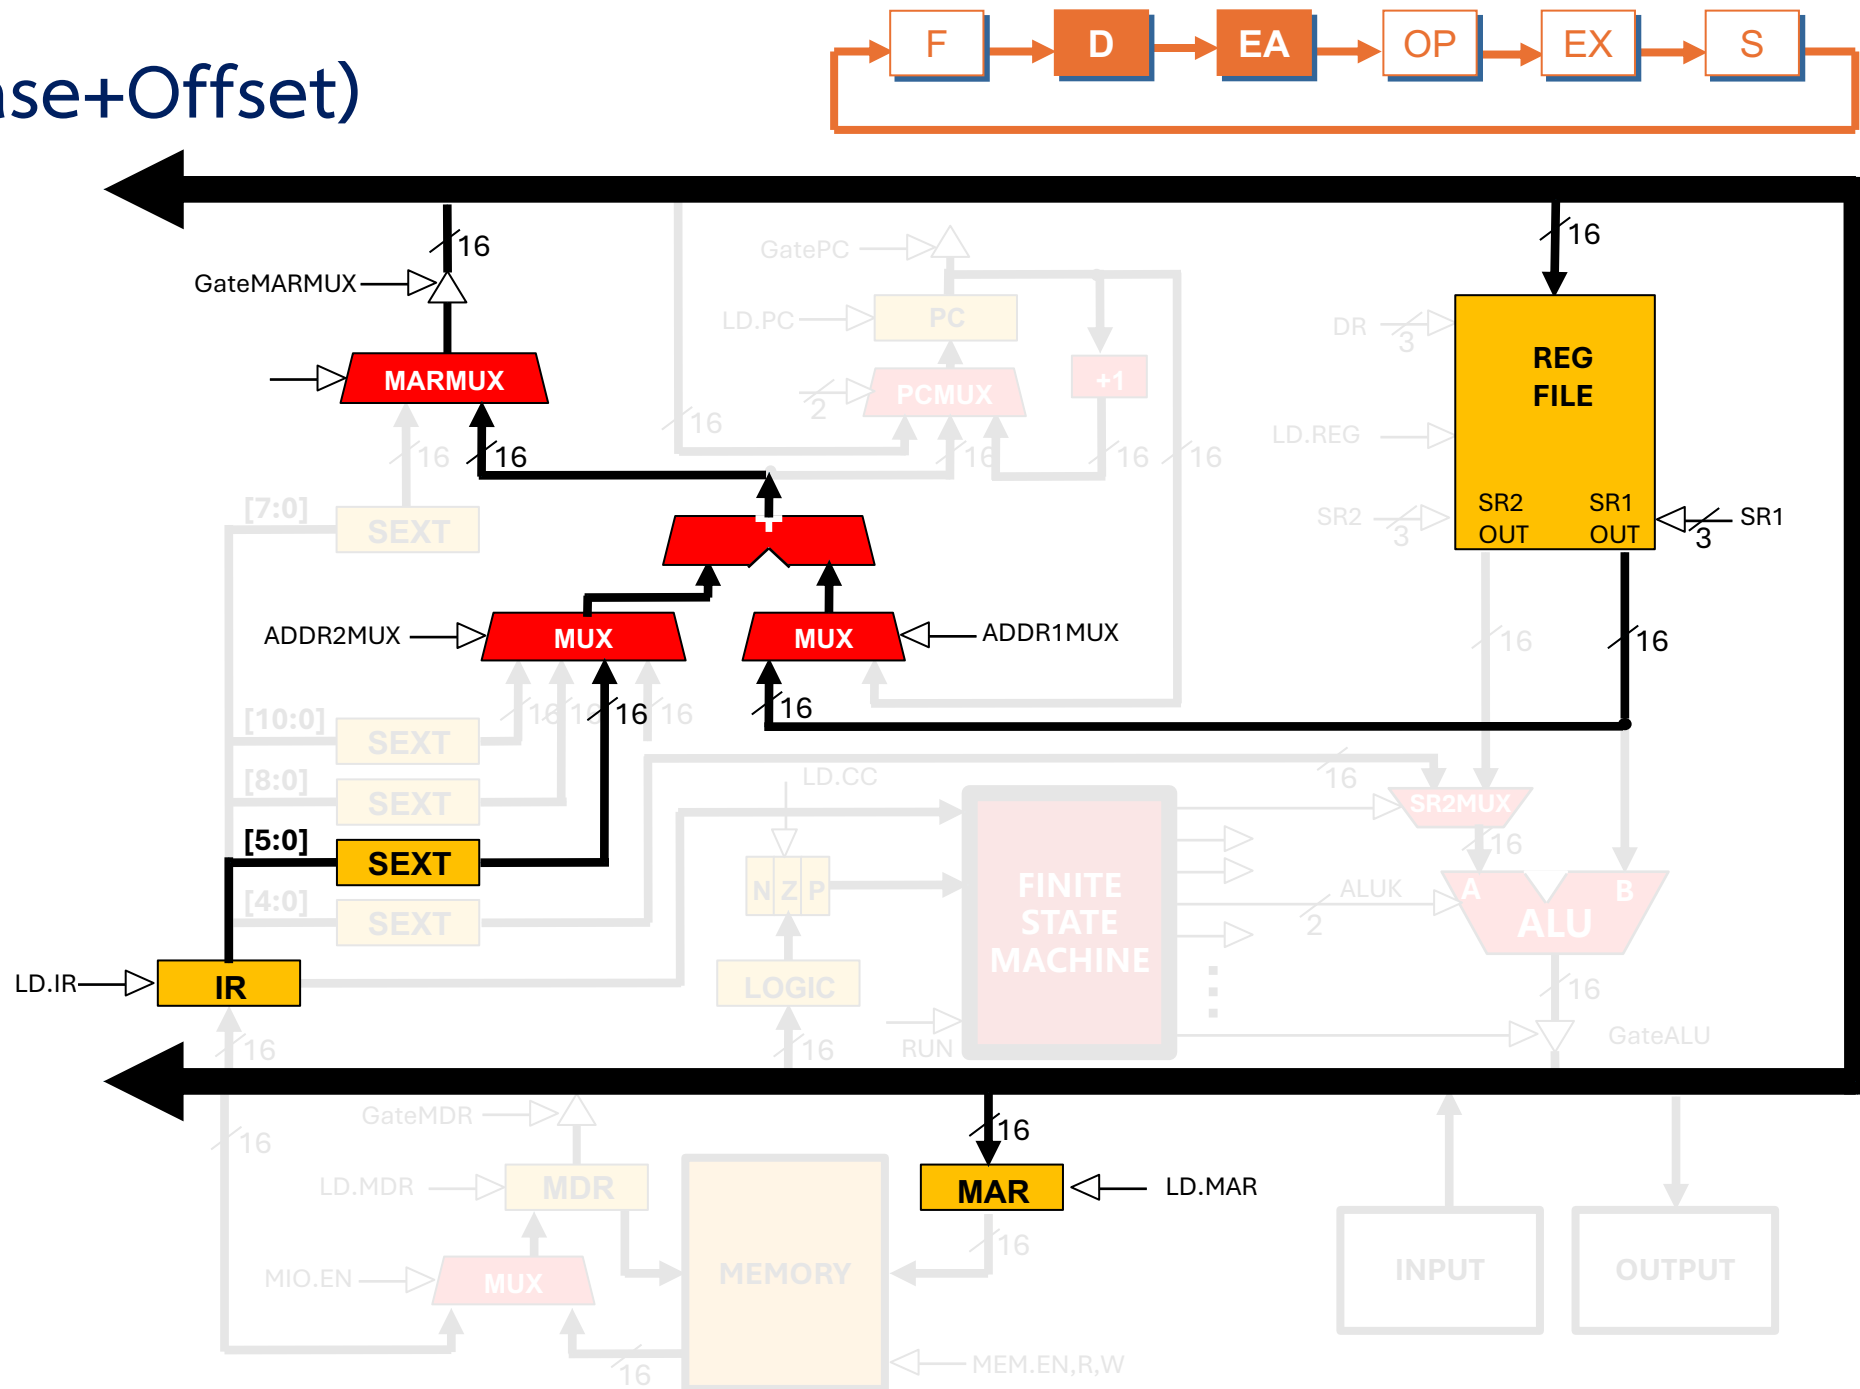 ase+Offset)
F D EA OP EX S
16
16
GatePC
GateMARMUX
LD.PC
PC
DR
3
REG
FILE
MARMUX
2
PCMUX
+1
16
LD.REG
16
16
16
16
16
[7:0]
SEXT
SR2
3
SR2
OUT
SR1
OUT
3
SR1
+
ADDR2MUX
MUX
MUX
ADDR1MUX
16
16
16
16
16
16
16
[10:0]
SEXT
[8:0]
SEXT
LD.CC
16
SR2MUX
16
[5:0]
SEXT
N Z P
FINITE
STATE
MACHINE
ALUK
2
A
B
ALU
[4:0]
SEXT
LD.IR
IR
LOGIC
16
16
16
RUN
GateALU
GateMDR
16
16
LD.MDR
MDR
MAR
LD.MAR
16
MIO.EN
MUX
MEMORY
INPUT
OUTPUT
16
MEM.EN,R,W